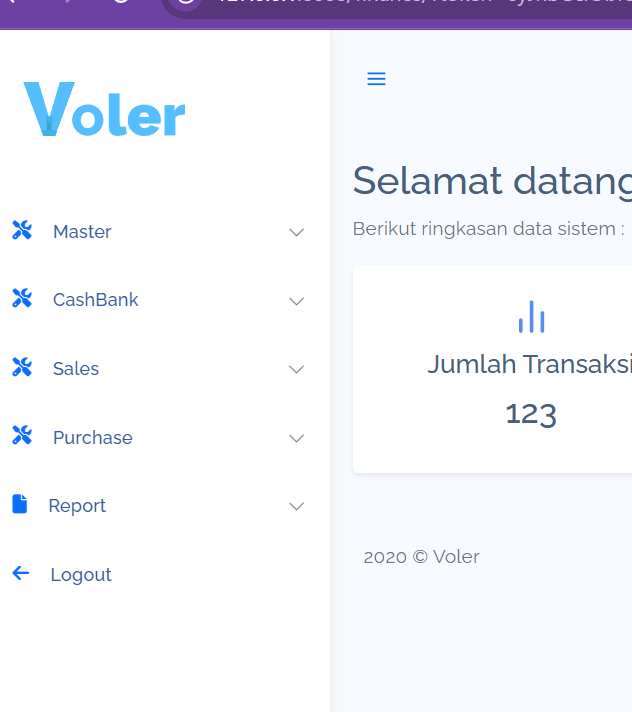 Voler
Master
CashBank
Sales
Purchase
Report
Logout
Selamat datang
Berikut ringkasan data sistem :
Jumlah Transaksi
123
2020 © Voler